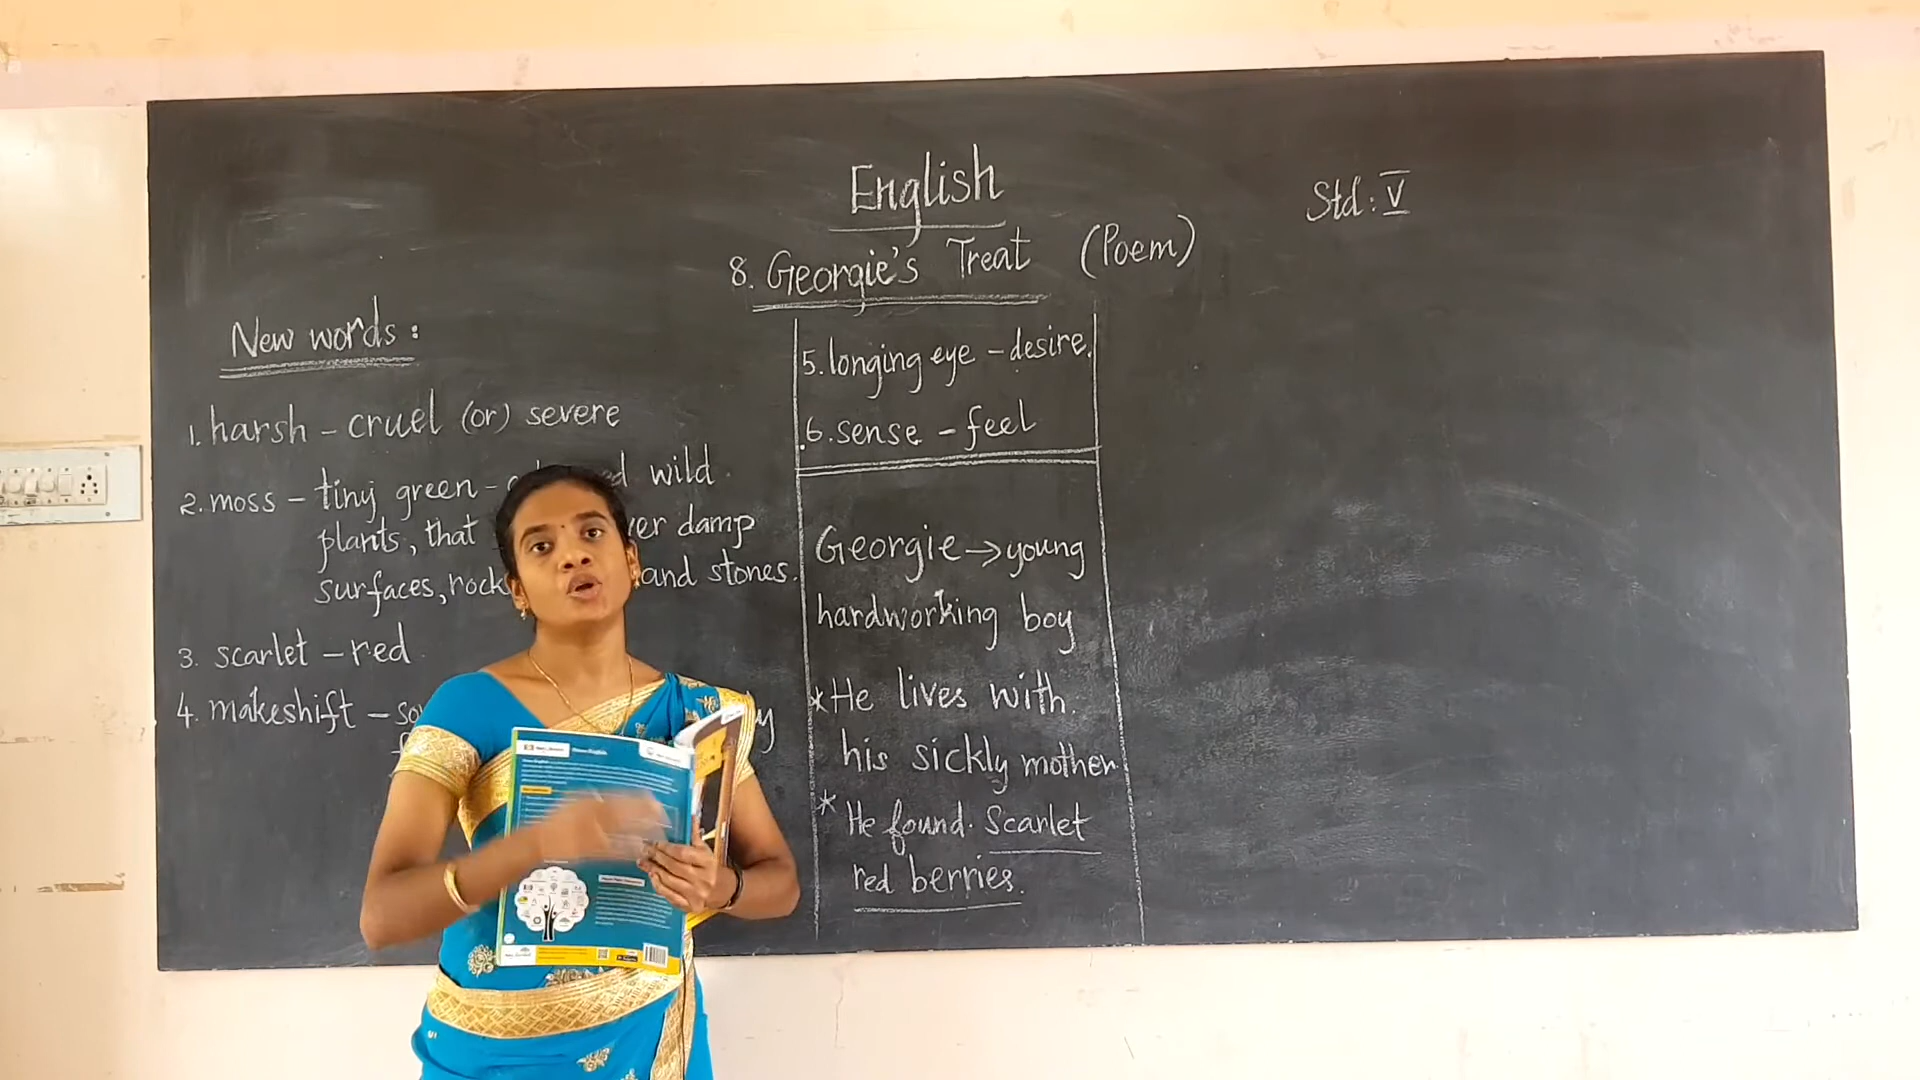 English
Std: V
8. Georgie's Treat (Poem)
New words:
1. harsh – cruel (or) severe
2. moss – tiny green – wild
plants, that damp
surfaces, and stones.
3. scarlet – red
4. makeshift –
5. longing eye – desire.
6. sense – feel
Georgie → young
hardworking boy
* He lives with
his sickly mother
* He found Scarlet
red berries.